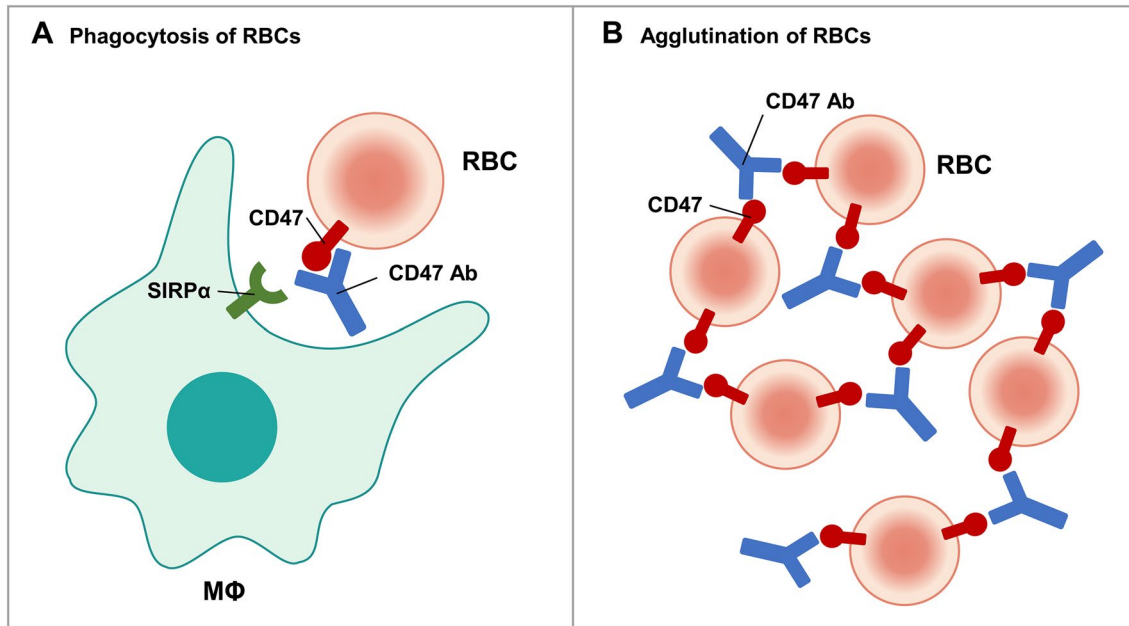 A Phagocytosis of RBCs
RBC
CD47
CD47 Ab
SIRPα
MΦ
B Agglutination of RBCs
CD47 Ab
RBC
CD47